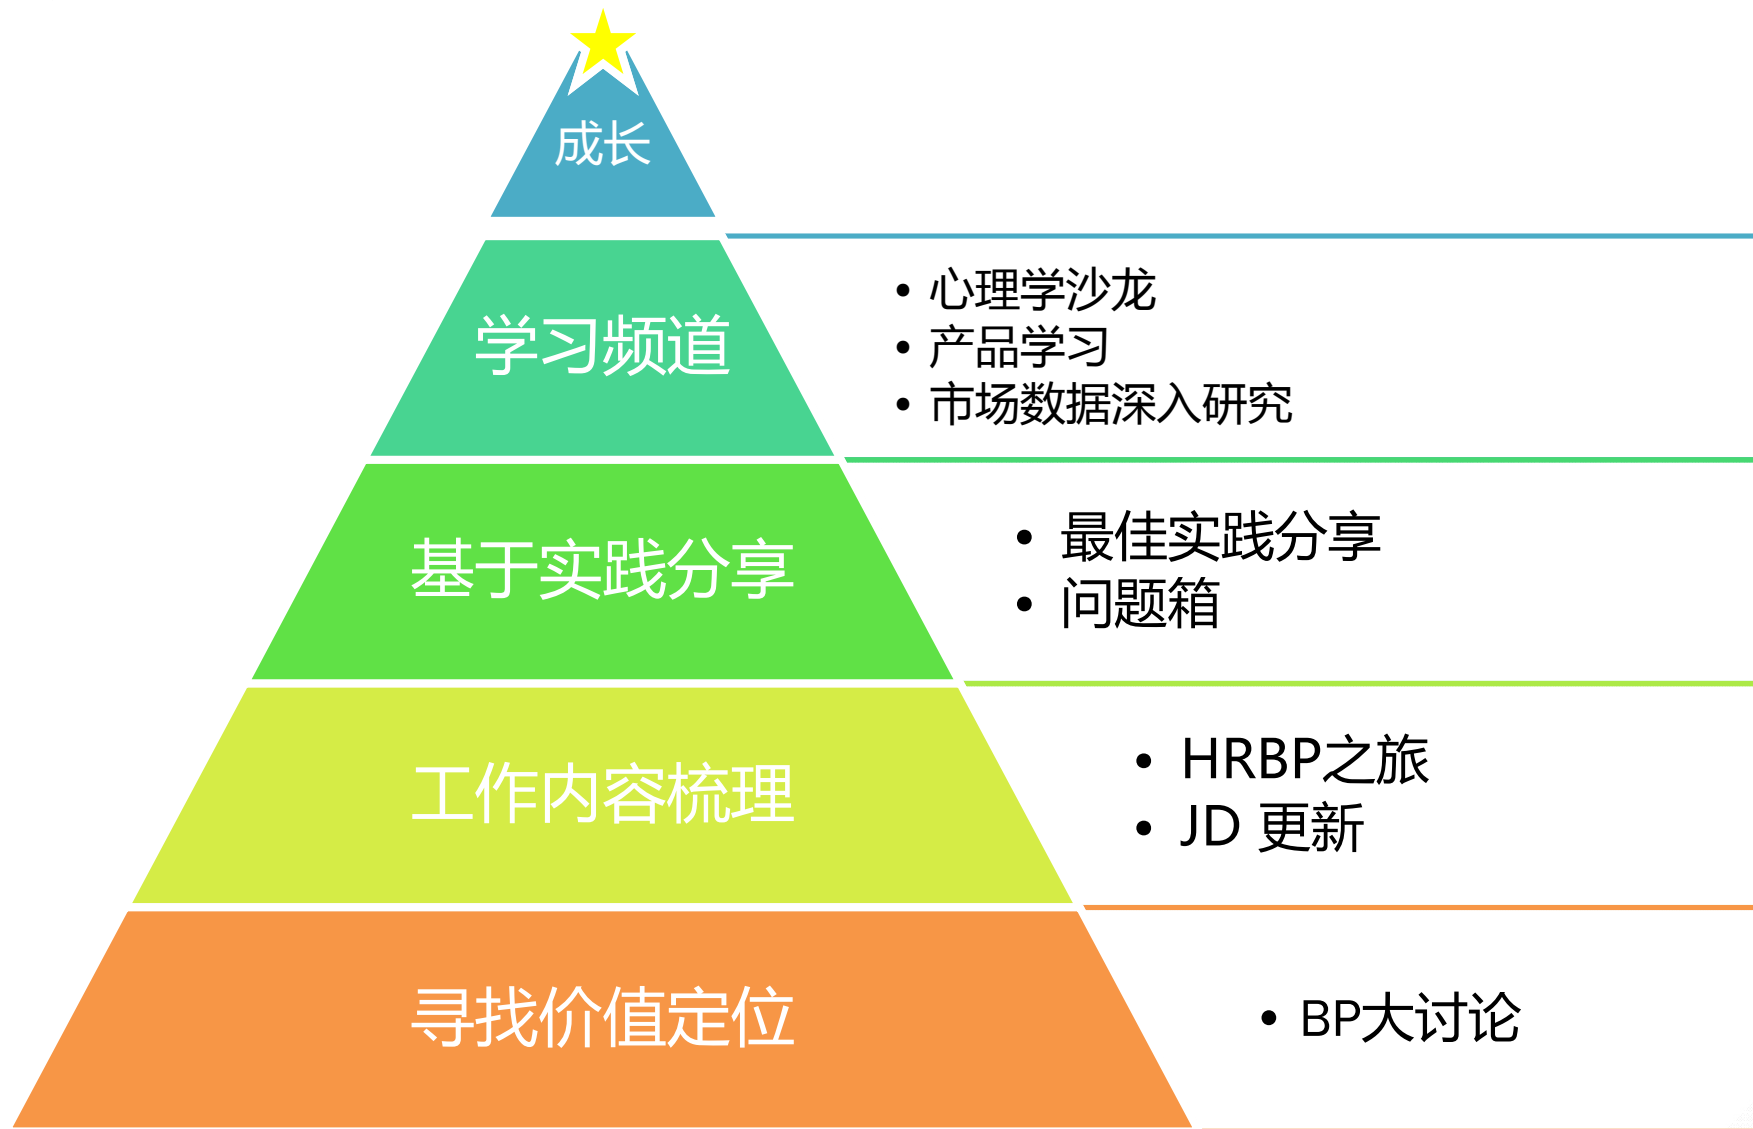 成长
学习频道
• 心理学沙龙
• 产品学习
• 市场数据深入研究
基于实践分享
• 最佳实践分享
• 问题箱
工作内容梳理
• HRBP之旅
• JD 更新
寻找价值定位
• BP大讨论